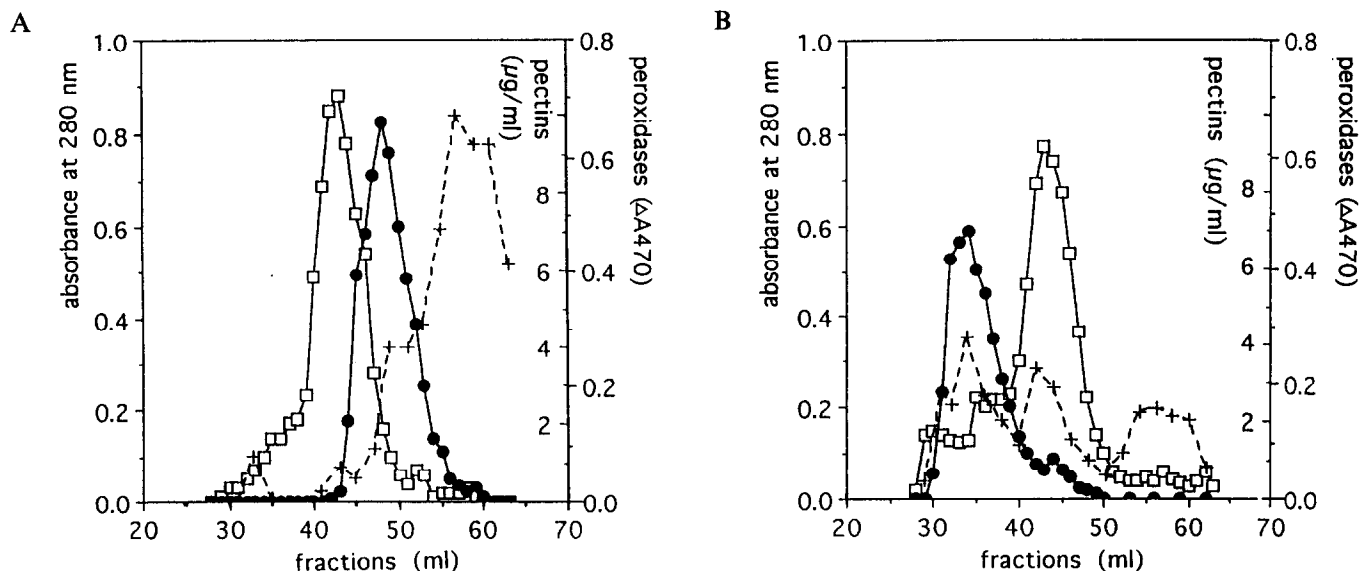 A
absorbance at 280 nm
1.0
0.8
0.6
0.4
0.2
0.0
20 30 40 50 60 70
fractions (ml)
pectins
(µg/ml)
8
6
4
2
0.8
0.6
0.4
0.2
0.0
peroxidases (△A470)
B
absorbance at 280 nm
1.0
0.8
0.6
0.4
0.2
0.0
20 30 40 50 60 70
fractions (ml)
pectins (µg/ml)
8
6
4
2
0.8
0.6
0.4
0.2
0.0
peroxidases (△A470)